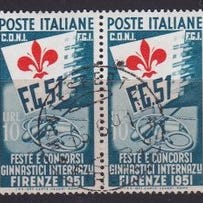 POSTE ITALIANE
C.O.N.I. F.G.I.
F.G. 51
LIRE 10
FESTE E CONCORSI
GINNASTICI INTERNAZ.LI
FIRENZE 1951
POSTE ITALIANE
C.O.N.I. F.G.I.
F.G. 51
10
FESTE E CONCORSI
GINNASTICI INTERNAZ.LI
FIRENZE 1951